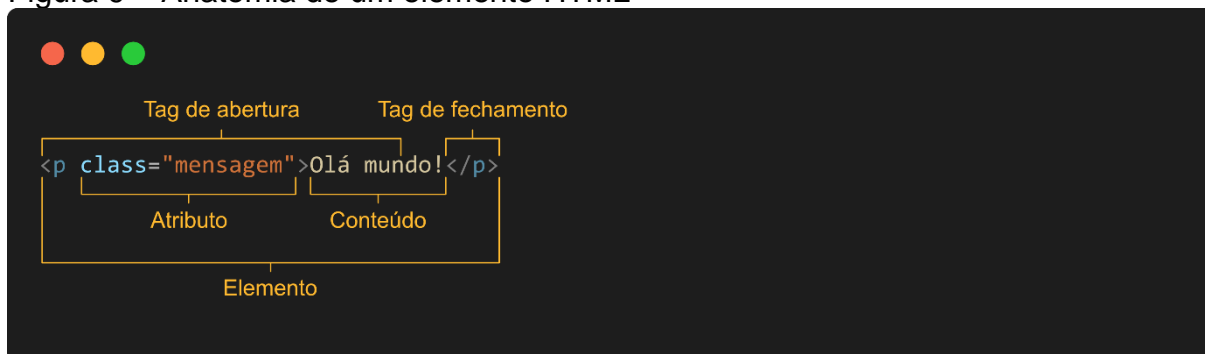 Tag de abertura Tag de fechamento
<p class="mensagem">Olá mundo!</p>
Atributo Conteúdo
Elemento